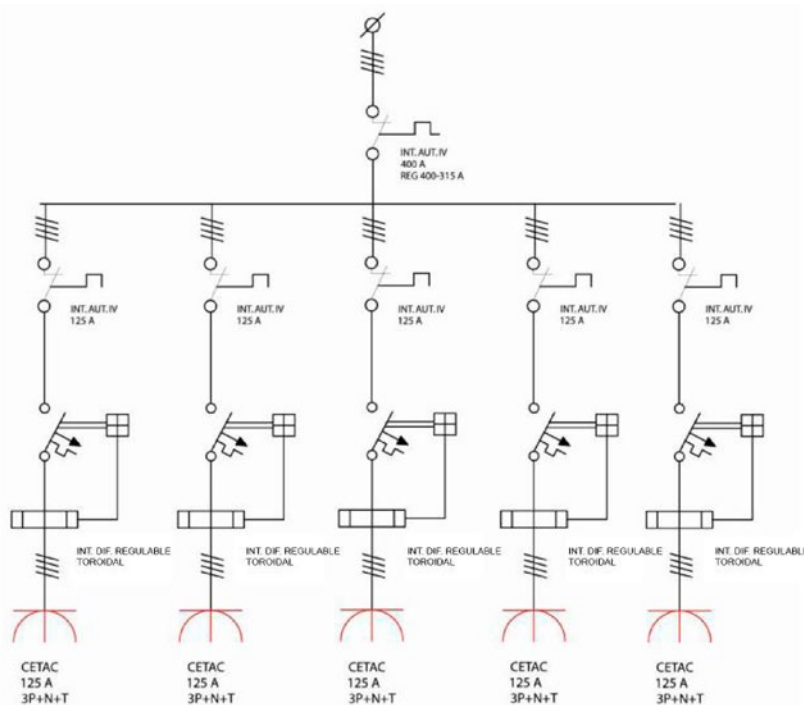 INT. AUT. IV
400 A
REG 400-315 A
INT. AUT. IV
125 A
INT. AUT. IV
125 A
INT. AUT. IV
125 A
INT. AUT. IV
125 A
INT. AUT. IV
125 A
INT. DIF. REGULABLE
TOROIDAL
INT. DIF. REGULABLE
TOROIDAL
INT. DIF. REGULABLE
TOROIDAL
INT. DIF. REGULABLE
TOROIDAL
INT. DIF. REGULABLE
TOROIDAL
CETAC
125 A
3P+N+T
CETAC
125 A
3P+N+T
CETAC
125 A
3P+N+T
CETAC
125 A
3P+N+T
CETAC
125 A
3P+N+T